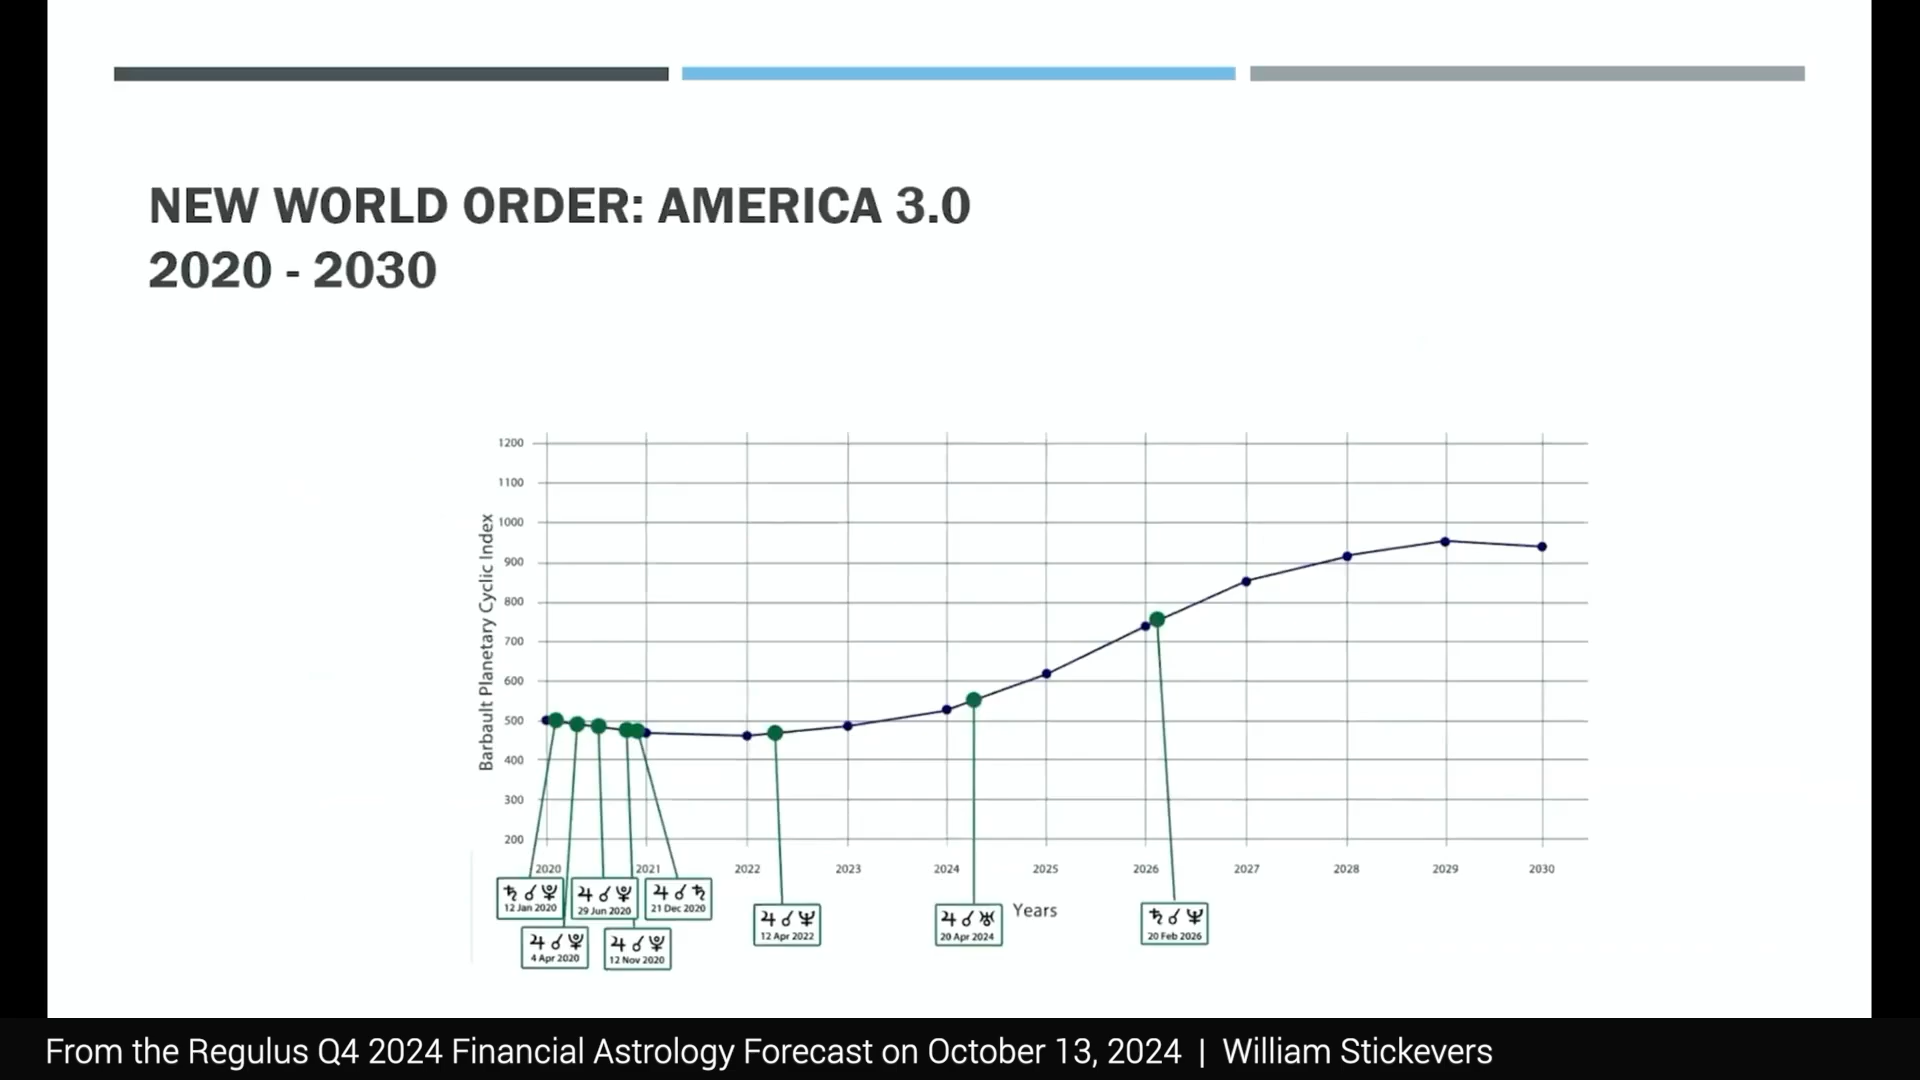 NEW WORLD ORDER: AMERICA 3.0
2020 - 2030
Barbault Planetary Cyclic Index
1200
1100
1000
900
800
700
600
500
400
300
200
2020 2021 2022 2023 2024 2025 2026 2027 2028 2029 2030
Years
♄ ☌ ⯓
12 Jan 2020
♃ ☌ ⯓
29 Jun 2020
♃ ☌ ♄
21 Dec 2020
♃ ☌ ⯓
4 Apr 2020
♃ ☌ ⯓
12 Nov 2020
♃ ☌ ♆
12 Apr 2022
♃ ☌ ♅
20 Apr 2024
♄ ☌ ♆
20 Feb 2026
From the Regulus Q4 2024 Financial Astrology Forecast on October 13, 2024 | William Stickevers